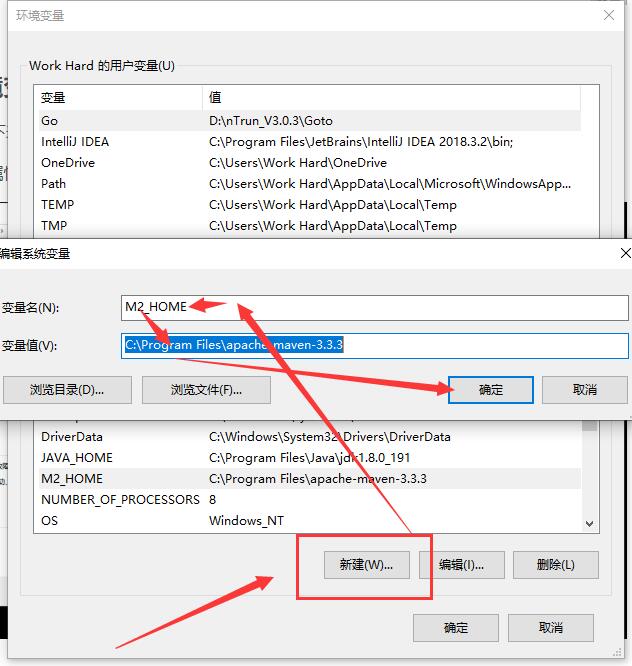 环境变量
Work Hard 的用户变量(U)
变量 值
Go D:\nTrun_V3.0.3\Goto
IntelliJ IDEA C:\Program Files\JetBrains\IntelliJ IDEA 2018.3.2\bin;
OneDrive C:\Users\Work Hard\OneDrive
Path C:\Users\Work Hard\AppData\Local\Microsoft\WindowsApp...
TEMP C:\Users\Work Hard\AppData\Local\Temp
TMP C:\Users\Work Hard\AppData\Local\Temp
编辑系统变量
变量名(N): M2_HOME
变量值(V): C:\Program Files\apache-maven-3.3.3
浏览目录(D)... 浏览文件(F)... 确定 取消
DriverData C:\Windows\System32\Drivers\DriverData
JAVA_HOME C:\Program Files\Java\jdk1.8.0_191
M2_HOME C:\Program Files\apache-maven-3.3.3
NUMBER_OF_PROCESSORS 8
OS Windows_NT
新建(W)... 编辑(I)... 删除(L)
确定 取消